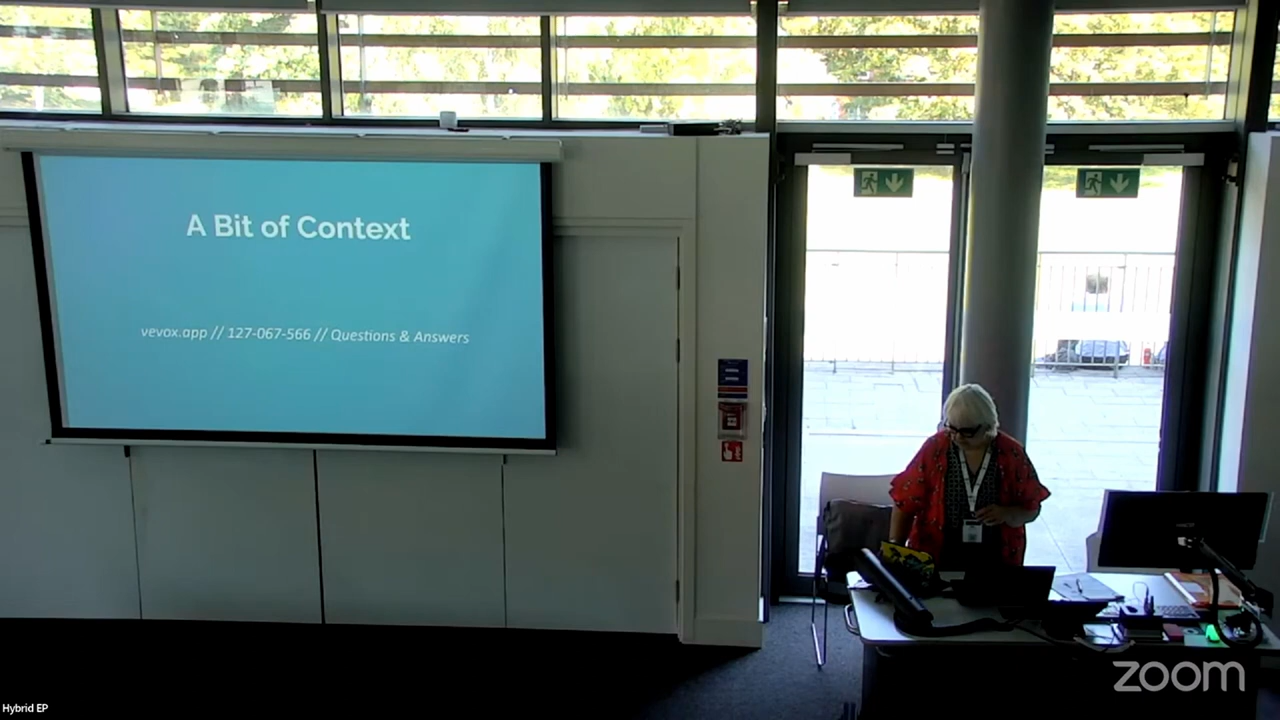 A Bit of Context
vevox.app // 127-067-566 // Questions & Answers
zoom
Hybrid EP